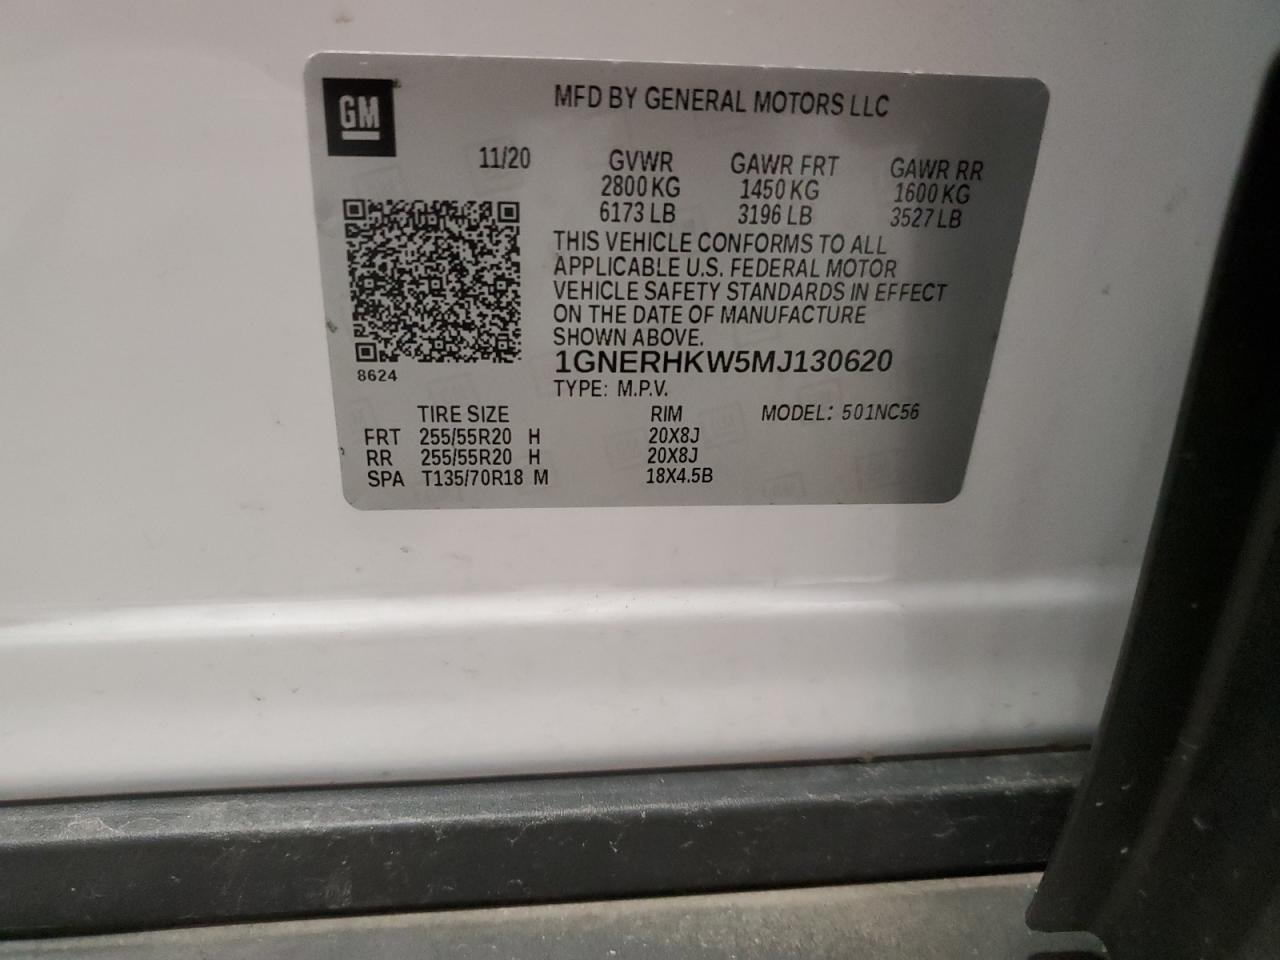 GM
MFD BY GENERAL MOTORS LLC
11/20 GVWR GAWR FRT GAWR RR
2800 KG 1450 KG 1600 KG
6173 LB 3196 LB 3527 LB
THIS VEHICLE CONFORMS TO ALL
APPLICABLE U.S. FEDERAL MOTOR
VEHICLE SAFETY STANDARDS IN EFFECT
ON THE DATE OF MANUFACTURE
SHOWN ABOVE.
1GNERHKW5MJ130620
8624
TYPE: M.P.V.
TIRE SIZE RIM MODEL: 501NC56
FRT 255/55R20 H 20X8J
RR 255/55R20 H 20X8J
SPA T135/70R18 M 18X4.5B